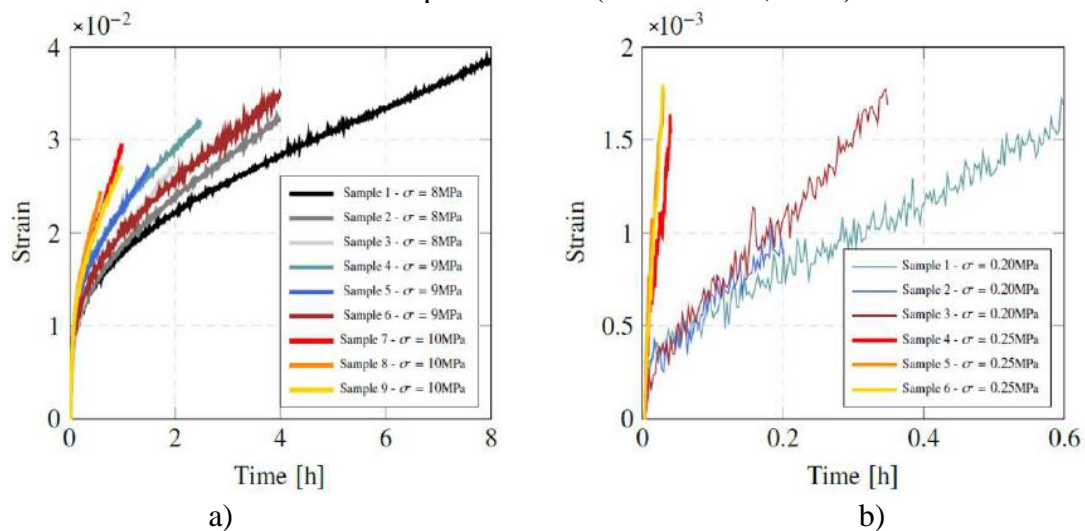 ×10⁻²
4
3
2
1
0
Strain
Sample 1 - σ = 8MPa
Sample 2 - σ = 8MPa
Sample 3 - σ = 8MPa
Sample 4 - σ = 9MPa
Sample 5 - σ = 9MPa
Sample 6 - σ = 9MPa
Sample 7 - σ = 10MPa
Sample 8 - σ = 10MPa
Sample 9 - σ = 10MPa
0 2 4 6 8
Time [h]
a)
×10⁻³
2
1.5
1
0.5
0
Strain
Sample 1 - σ = 0.20MPa
Sample 2 - σ = 0.20MPa
Sample 3 - σ = 0.20MPa
Sample 4 - σ = 0.25MPa
Sample 5 - σ = 0.25MPa
Sample 6 - σ = 0.25MPa
0 0.2 0.4 0.6
Time [h]
b)